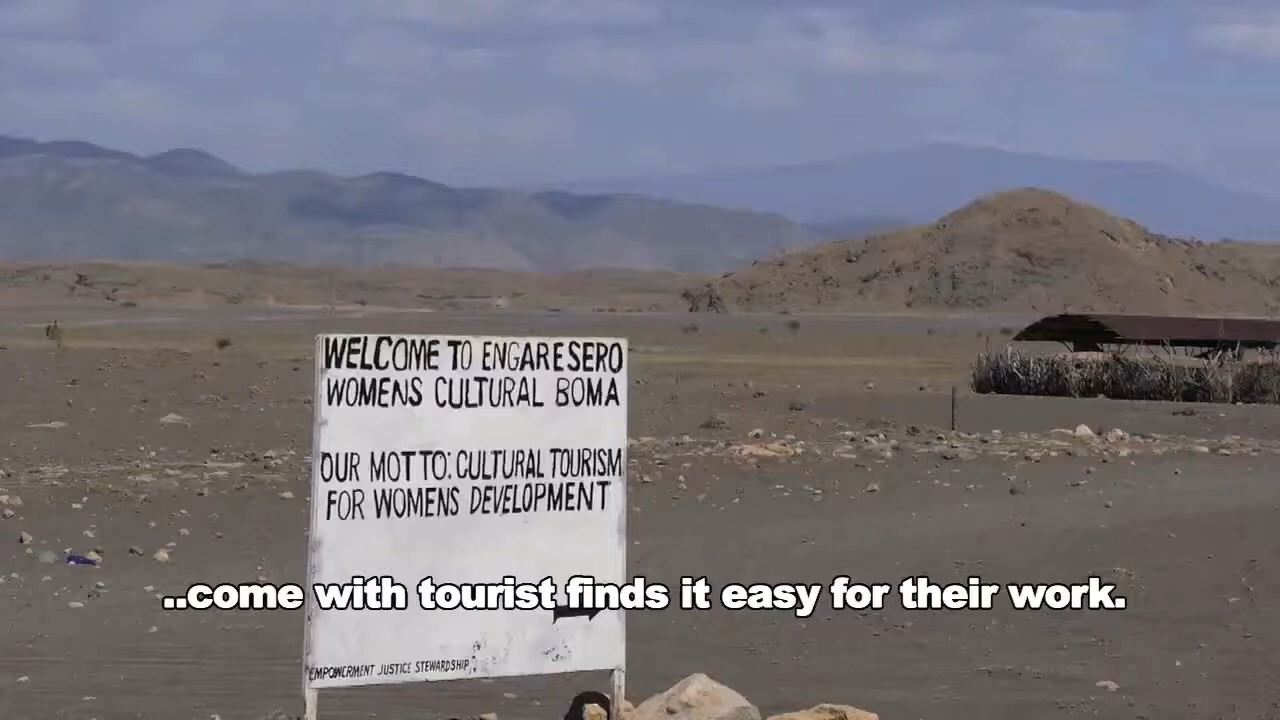 WELCOME TO ENGARESERO
WOMENS CULTURAL BOMA
OUR MOTTO: CULTURAL TOURISM
FOR WOMENS DEVELOPMENT
..come with tourist finds it easy for their work.
EMPOWERMENT JUSTICE STEWARDSHIP